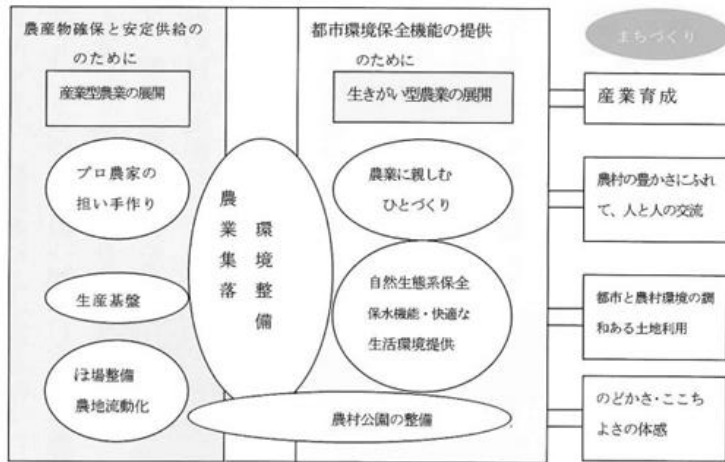 農産物確保と安定供給の
のために
産業型農業の展開
プロ農家の
担い手作り
生産基盤
ほ場整備
農地流動化
農業集落
環境整備
都市環境保全機能の提供
のために
生きがい型農業の展開
農業に親しむ
ひとづくり
自然生態系保全
保水機能・快適な
生活環境提供
農村公園の整備
まちづくり
産業育成
農村の豊かさにふれ
て、人と人の交流
都市と農村環境の調
和ある土地利用
のどかさ・ここち
よさの体感